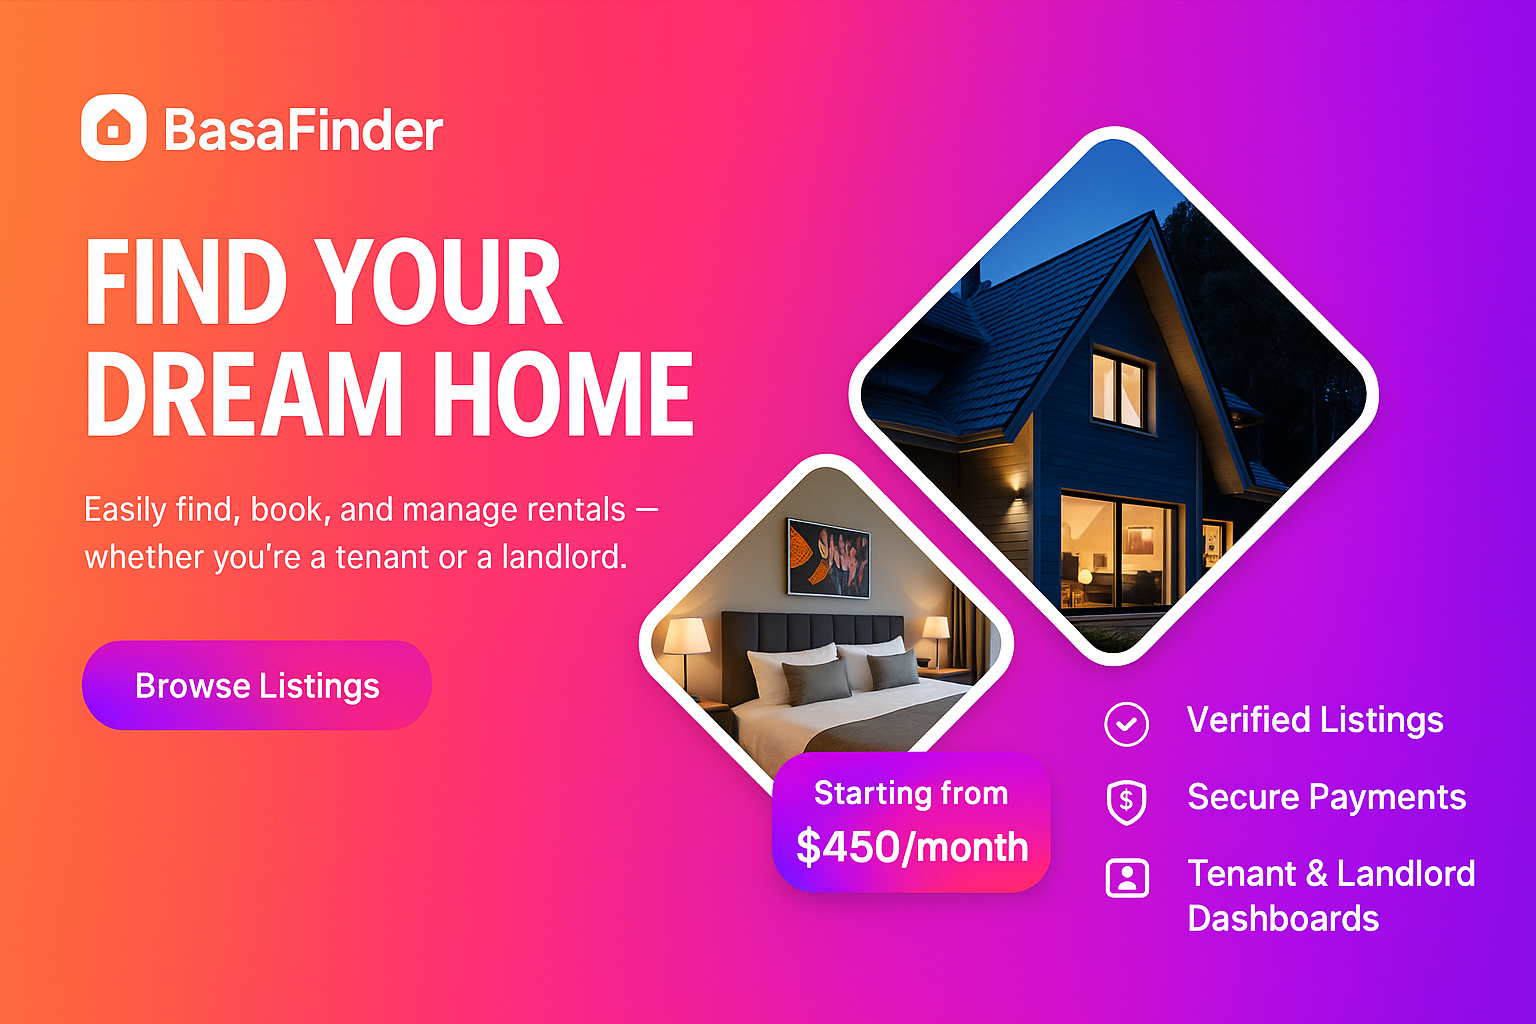 BasaFinder
FIND YOUR
DREAM HOME
Easily find, book, and manage rentals –
whether you're a tenant or a landlord.
Browse Listings
Starting from
$450/month
Verified Listings
Secure Payments
Tenant & Landlord
Dashboards